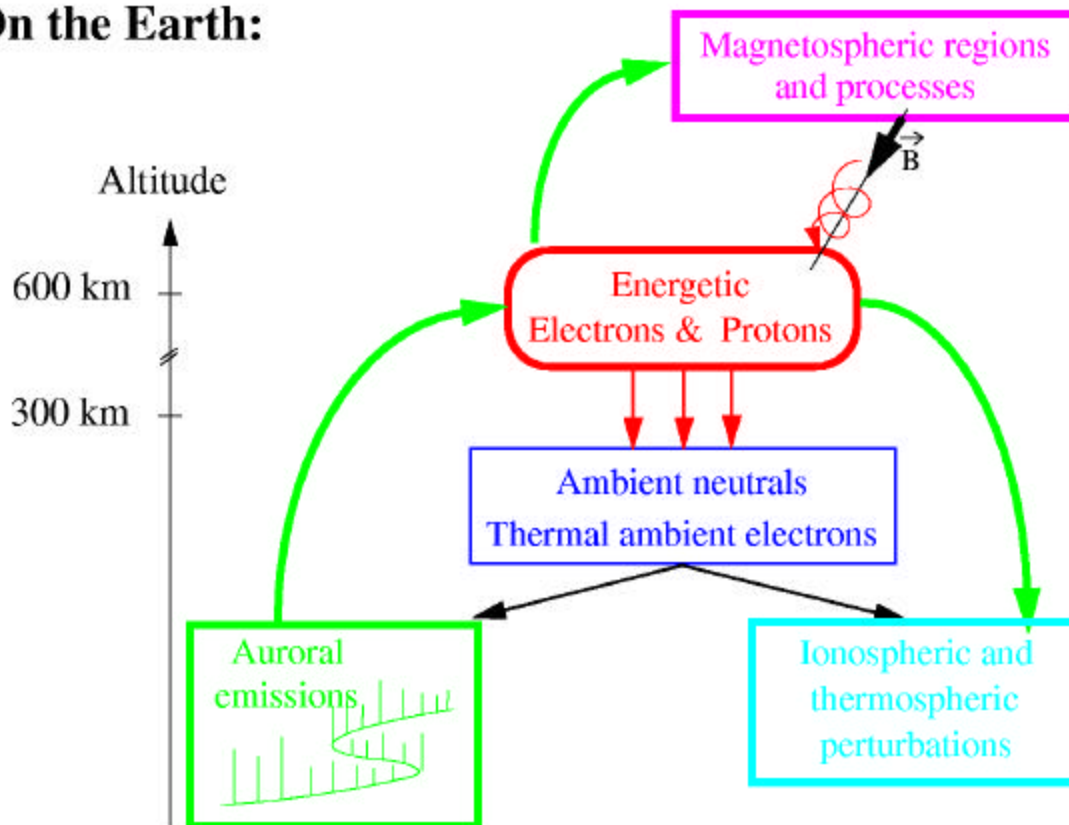 On the Earth:
Magnetospheric regions
and processes
B
Altitude
600 km
Energetic
Electrons & Protons
300 km
Ambient neutrals
Thermal ambient electrons
Auroral
emissions
Ionospheric and
thermospheric
perturbations